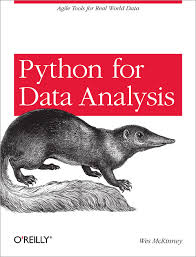 Agile Tools for Real World Data
Python for
Data Analysis
O'REILLY®
Wes McKinney